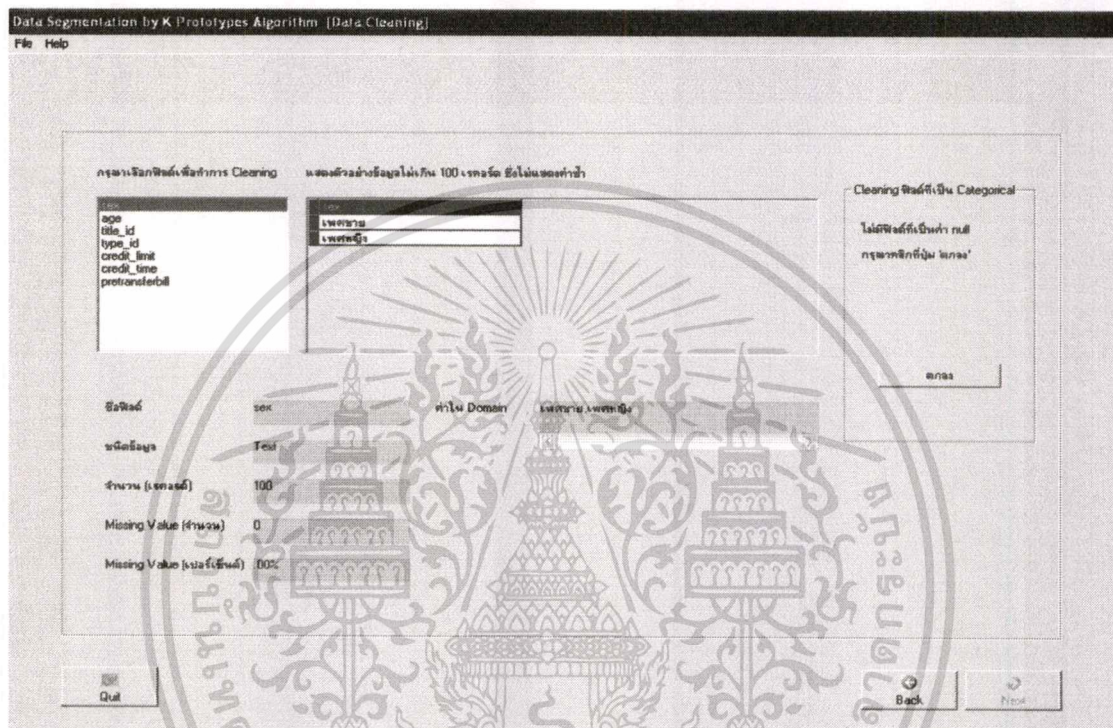 Data Segmentation by K Prototypes Algorithm [Data Cleaning]
File Help
กรุณาเลือกฟิลด์เพื่อทำการ Cleaning
แสดงตัวอย่างข้อมูลไม่เกิน 100 เรคอร์ด ซึ่งไม่แสดงค่าซ้ำ
Cleaning ฟิลด์ที่เป็น Categorical
sex
age
title_id
type_id
credit_limit
credit_time
pretransferbill
sex
เพศชาย
เพศหญิง
ไม่มีฟิลด์ที่เป็นค่า null
กรุณาคลิกที่ปุ่ม 'ตกลง'
ตกลง
ชื่อฟิลด์ sex ค่าใน Domain เพศชาย,เพศหญิง
ชนิดข้อมูล Text
จำนวน (เรคอร์ด) 100
Missing Value (จำนวน) 0
Missing Value (เปอร์เซ็นต์) .00%
Quit
Back
Next